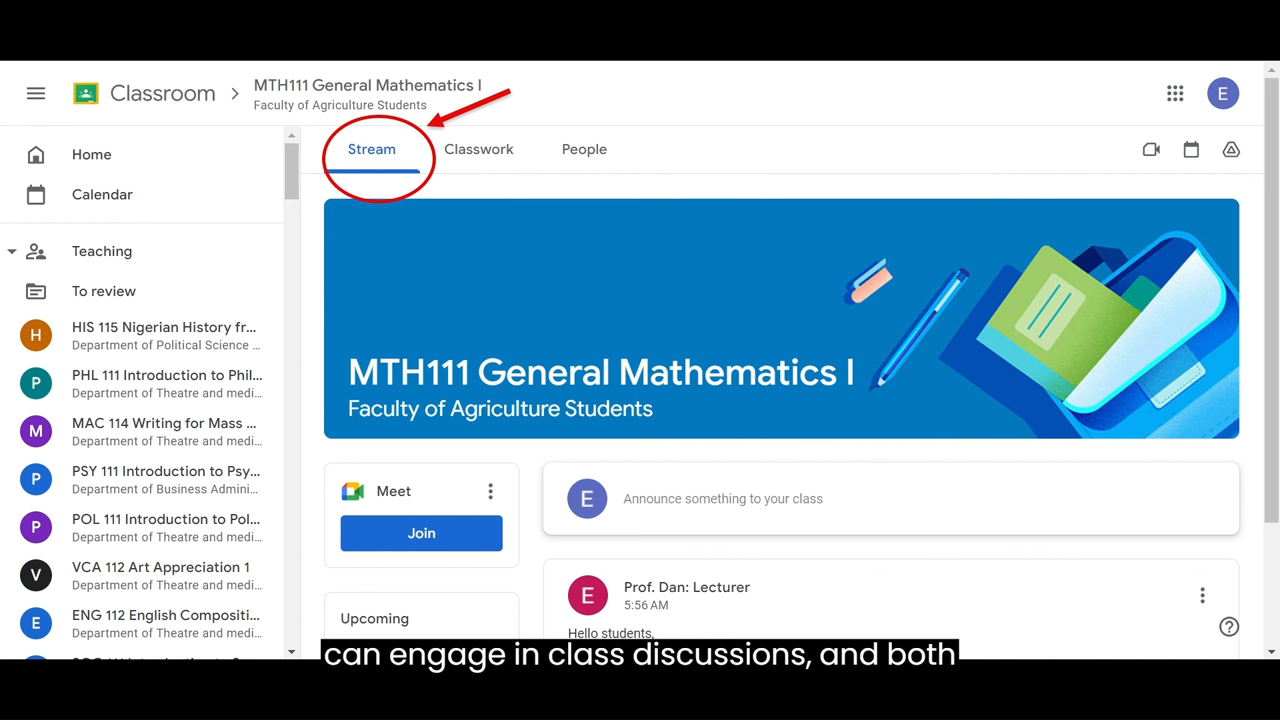 Classroom
MTH111 General Mathematics I
Faculty of Agriculture Students
E
Stream
Classwork
People
Home
Calendar
Teaching
To review
H
HIS 115 Nigerian History fr...
Department of Political Science ...
P
PHL 111 Introduction to Phil...
Department of Theatre and medi...
M
MAC 114 Writing for Mass ...
Department of Theatre and medi...
P
PSY 111 Introduction to Psy...
Department of Business Admini...
P
POL 111 Introduction to Pol...
Department of Theatre and medi...
V
VCA 112 Art Appreciation 1
Department of Theatre and medi...
E
ENG 112 English Compositi...
Department of Theatre and medi...
MTH111 General Mathematics I
Faculty of Agriculture Students
Meet
Join
Upcoming
E
Announce something to your class
E
Prof. Dan: Lecturer
5:56 AM
Hello students,
can engage in class discussions, and both